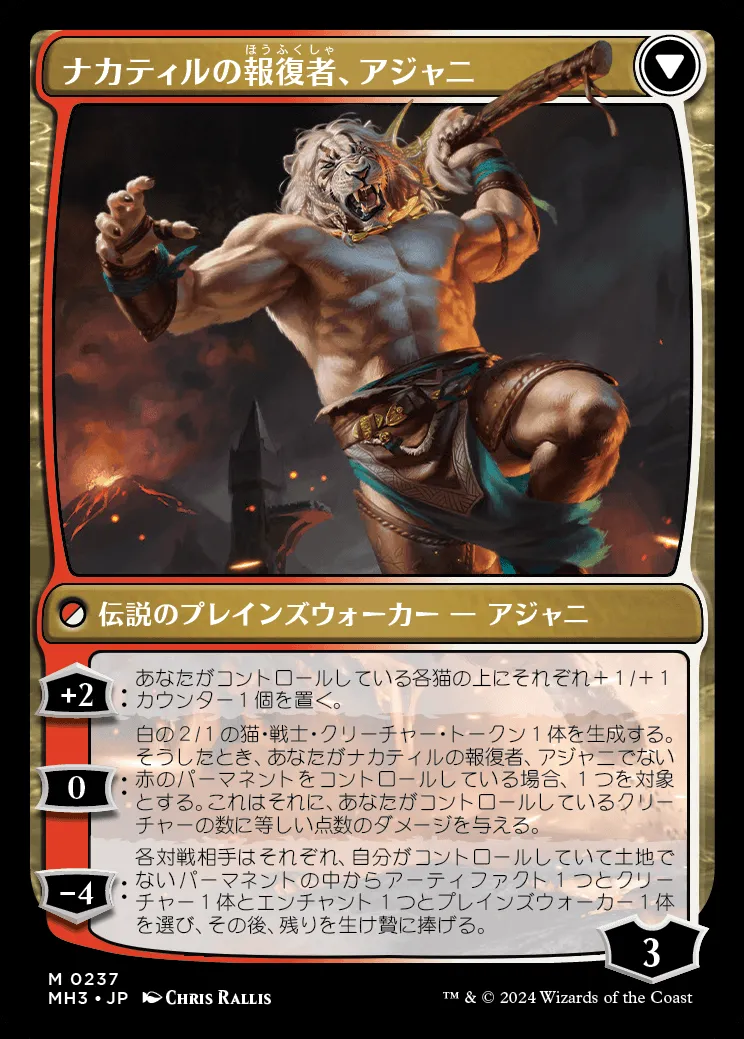 ほうふくしゃ
ナカティルの報復者、アジャニ
伝説のプレインズウォーカー — アジャニ
+2：あなたがコントロールしている各猫の上にそれぞれ＋１/＋１
カウンター１個を置く。
0：白の２/１の猫・戦士・クリーチャー・トークン１体を生成する。
そうしたとき、あなたがナカティルの報復者、アジャニでない
赤のパーマネントをコントロールしている場合、１つを対象
とする。これはそれに、あなたがコントロールしているクリー
チャーの数に等しい点数のダメージを与える。
−4：各対戦相手はそれぞれ、自分がコントロールしていて土地で
ないパーマネントの中からアーティファクト１つとクリー
チャー１体とエンチャント１つとプレインズウォーカー１体
を選び、その後、残りを生け贄に捧げる。
3
M 0237
MH3 • JP CHRIS RALLIS
™ & © 2024 Wizards of the Coast